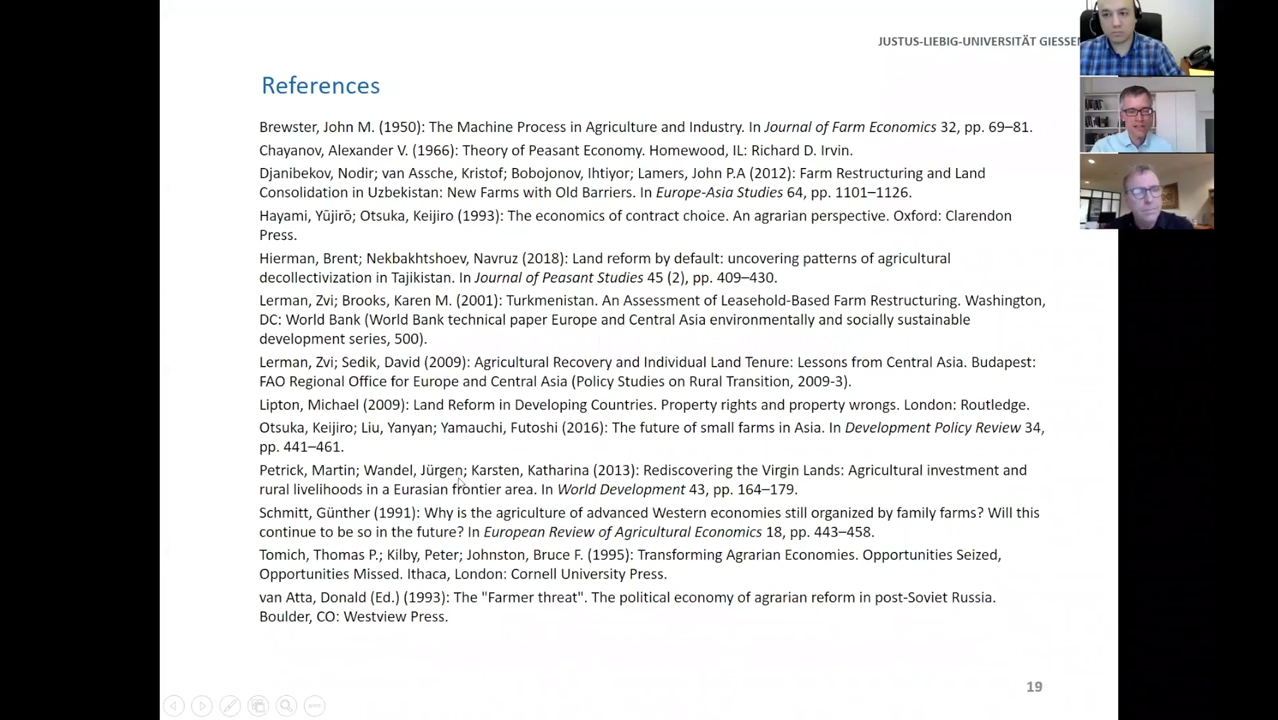 JUSTUS-LIEBIG-UNIVERSITÄT GIESSEN
References
Brewster, John M. (1950): The Machine Process in Agriculture and Industry. In Journal of Farm Economics 32, pp. 69–81.
Chayanov, Alexander V. (1966): Theory of Peasant Economy. Homewood, IL: Richard D. Irvin.
Djanibekov, Nodir; van Assche, Kristof; Bobojonov, Ihtiyor; Lamers, John P.A (2012): Farm Restructuring and Land
Consolidation in Uzbekistan: New Farms with Old Barriers. In Europe-Asia Studies 64, pp. 1101–1126.
Hayami, Yūjirō; Otsuka, Keijiro (1993): The economics of contract choice. An agrarian perspective. Oxford: Clarendon
Press.
Hierman, Brent; Nekbakhtshoev, Navruz (2018): Land reform by default: uncovering patterns of agricultural
decollectivization in Tajikistan. In Journal of Peasant Studies 45 (2), pp. 409–430.
Lerman, Zvi; Brooks, Karen M. (2001): Turkmenistan. An Assessment of Leasehold-Based Farm Restructuring. Washington,
DC: World Bank (World Bank technical paper Europe and Central Asia environmentally and socially sustainable
development series, 500).
Lerman, Zvi; Sedik, David (2009): Agricultural Recovery and Individual Land Tenure: Lessons from Central Asia. Budapest:
FAO Regional Office for Europe and Central Asia (Policy Studies on Rural Transition, 2009-3).
Lipton, Michael (2009): Land Reform in Developing Countries. Property rights and property wrongs. London: Routledge.
Otsuka, Keijiro; Liu, Yanyan; Yamauchi, Futoshi (2016): The future of small farms in Asia. In Development Policy Review 34,
pp. 441–461.
Petrick, Martin; Wandel, Jürgen; Karsten, Katharina (2013): Rediscovering the Virgin Lands: Agricultural investment and
rural livelihoods in a Eurasian frontier area. In World Development 43, pp. 164–179.
Schmitt, Günther (1991): Why is the agriculture of advanced Western economies still organized by family farms? Will this
continue to be so in the future? In European Review of Agricultural Economics 18, pp. 443–458.
Tomich, Thomas P.; Kilby, Peter; Johnston, Bruce F. (1995): Transforming Agrarian Economies. Opportunities Seized,
Opportunities Missed. Ithaca, London: Cornell University Press.
van Atta, Donald (Ed.) (1993): The "Farmer threat". The political economy of agrarian reform in post-Soviet Russia.
Boulder, CO: Westview Press.
19